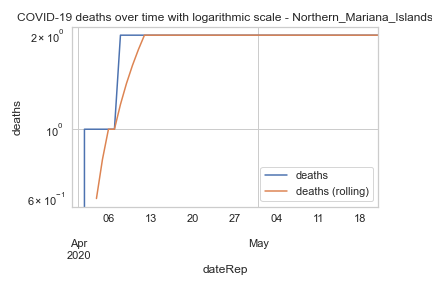 COVID-19 deaths over time with logarithmic scale - Northern_Mariana_Islands
2 × 10⁰
10⁰
6 × 10⁻¹
deaths
deaths
deaths (rolling)
06 13 20 27 04 11 18
Apr May
2020
dateRep